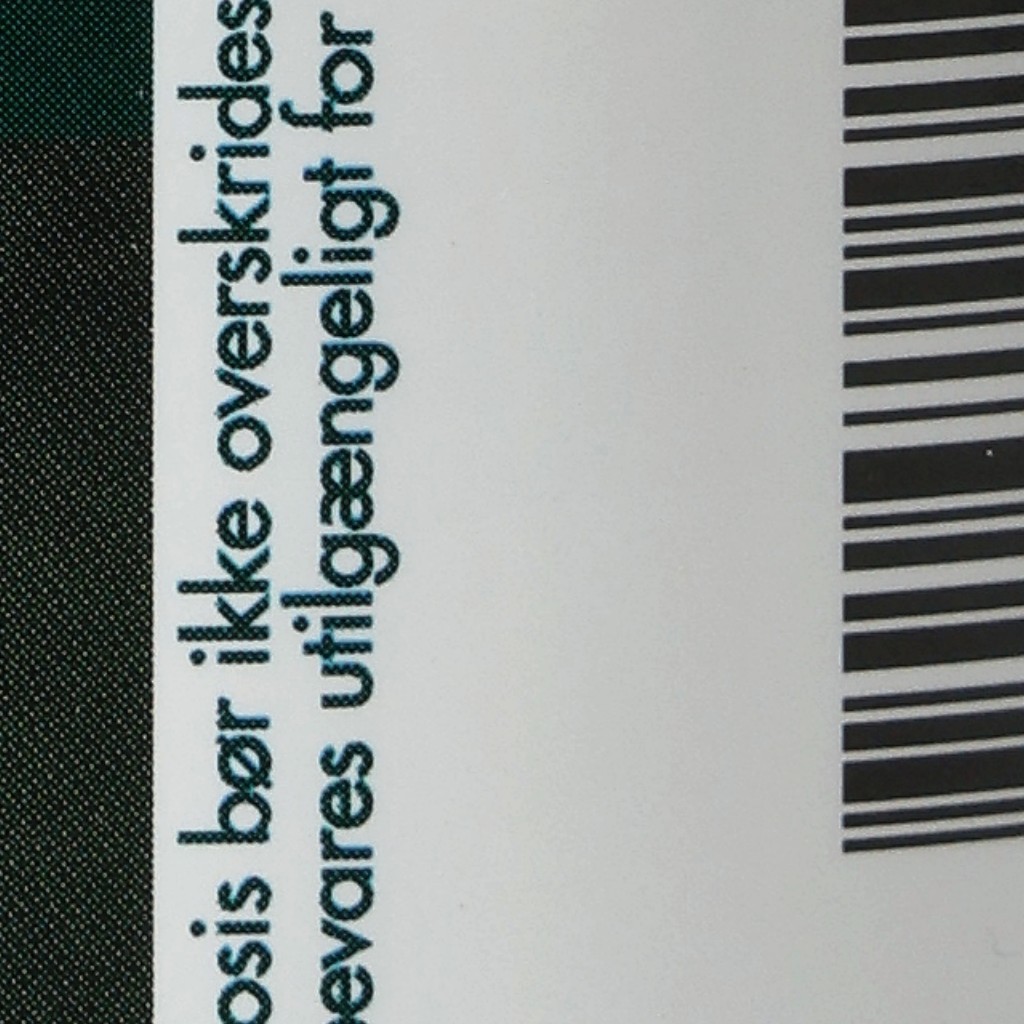 osis bør ikke overskrides
evares utilgængeligt for